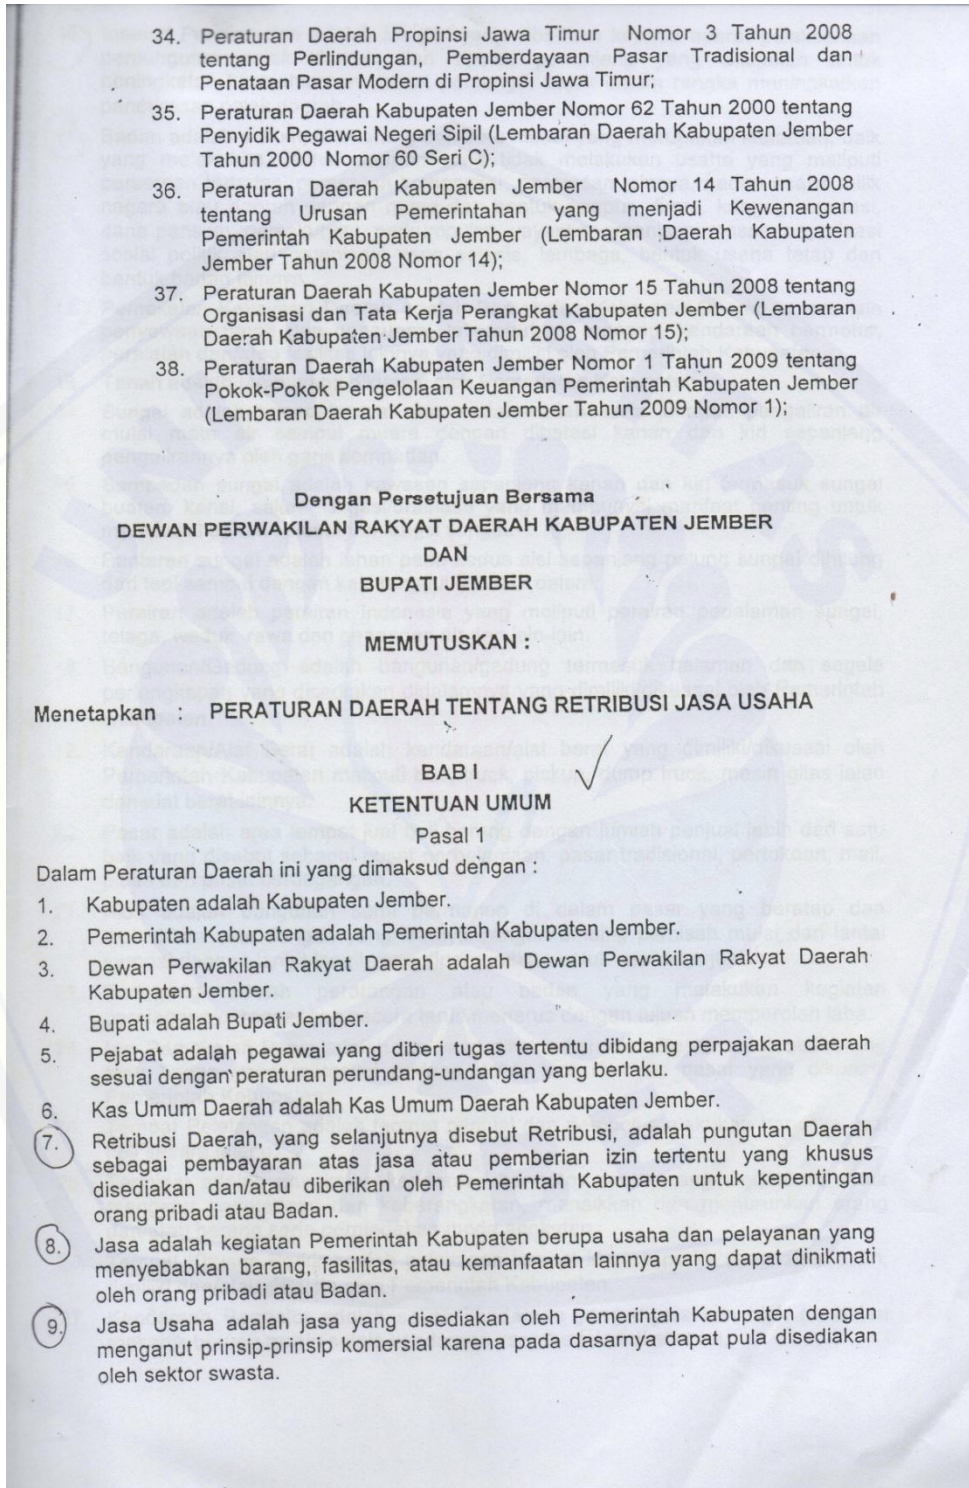 34. Peraturan Daerah Propinsi Jawa Timur Nomor 3 Tahun 2008
tentang Perlindungan, Pemberdayaan Pasar Tradisional dan
Penataan Pasar Modern di Propinsi Jawa Timur;
35. Peraturan Daerah Kabupaten Jember Nomor 62 Tahun 2000 tentang
Penyidik Pegawai Negeri Sipil (Lembaran Daerah Kabupaten Jember
Tahun 2000 Nomor 60 Seri C);
36. Peraturan Daerah Kabupaten Jember Nomor 14 Tahun 2008
tentang Urusan Pemerintahan yang menjadi Kewenangan
Pemerintah Kabupaten Jember (Lembaran Daerah Kabupaten
Jember Tahun 2008 Nomor 14);
37. Peraturan Daerah Kabupaten Jember Nomor 15 Tahun 2008 tentang
Organisasi dan Tata Kerja Perangkat Kabupaten Jember (Lembaran
Daerah Kabupaten Jember Tahun 2008 Nomor 15);
38. Peraturan Daerah Kabupaten Jember Nomor 1 Tahun 2009 tentang
Pokok-Pokok Pengelolaan Keuangan Pemerintah Kabupaten Jember
(Lembaran Daerah Kabupaten Jember Tahun 2009 Nomor 1);
Dengan Persetujuan Bersama
DEWAN PERWAKILAN RAKYAT DAERAH KABUPATEN JEMBER
DAN
BUPATI JEMBER
MEMUTUSKAN :
Menetapkan : PERATURAN DAERAH TENTANG RETRIBUSI JASA USAHA
BAB I
KETENTUAN UMUM
Pasal 1
Dalam Peraturan Daerah ini yang dimaksud dengan :
1. Kabupaten adalah Kabupaten Jember.
2. Pemerintah Kabupaten adalah Pemerintah Kabupaten Jember.
3. Dewan Perwakilan Rakyat Daerah adalah Dewan Perwakilan Rakyat Daerah
Kabupaten Jember.
4. Bupati adalah Bupati Jember.
5. Pejabat adalah pegawai yang diberi tugas tertentu dibidang perpajakan daerah
sesuai dengan peraturan perundang-undangan yang berlaku.
6. Kas Umum Daerah adalah Kas Umum Daerah Kabupaten Jember.
7. Retribusi Daerah, yang selanjutnya disebut Retribusi, adalah pungutan Daerah
sebagai pembayaran atas jasa atau pemberian izin tertentu yang khusus
disediakan dan/atau diberikan oleh Pemerintah Kabupaten untuk kepentingan
orang pribadi atau Badan.
8. Jasa adalah kegiatan Pemerintah Kabupaten berupa usaha dan pelayanan yang
menyebabkan barang, fasilitas, atau kemanfaatan lainnya yang dapat dinikmati
oleh orang pribadi atau Badan.
9. Jasa Usaha adalah jasa yang disediakan oleh Pemerintah Kabupaten dengan
menganut prinsip-prinsip komersial karena pada dasarnya dapat pula disediakan
oleh sektor swasta.